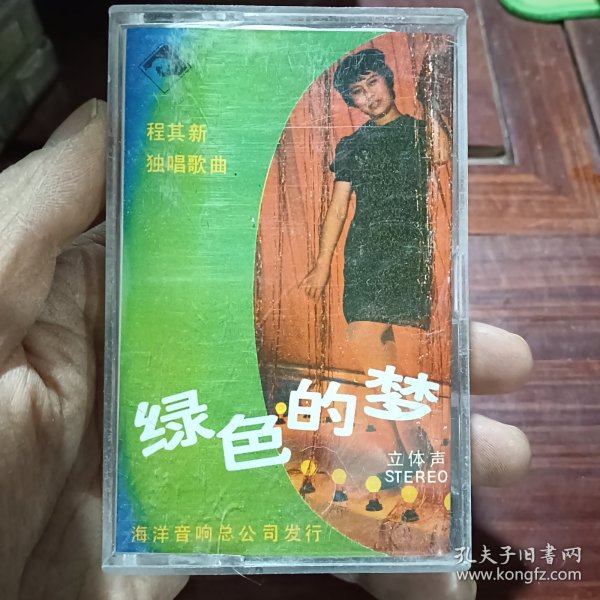 程其新
独唱歌曲
绿色的梦
立体声
STEREO
海洋音响总公司发行
孔夫子旧书网
www.kongfz.com